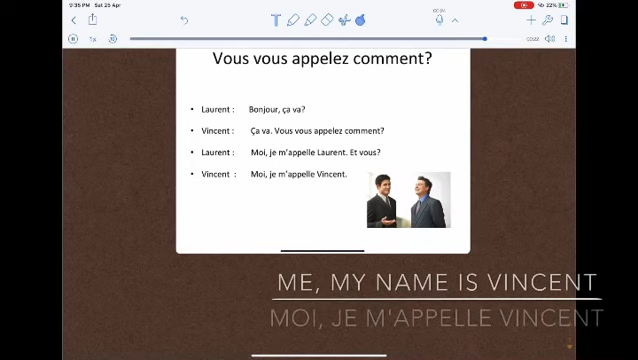 9:35 PM Sat 25 Apr
22%
1x
Vous vous appelez comment?
• Laurent : Bonjour, ça va?
• Vincent : Ça va. Vous vous appelez comment?
• Laurent : Moi, je m'appelle Laurent. Et vous?
• Vincent : Moi, je m'appelle Vincent.
ME, MY NAME IS VINCENT
MOI, JE M'APPELLE VINCENT